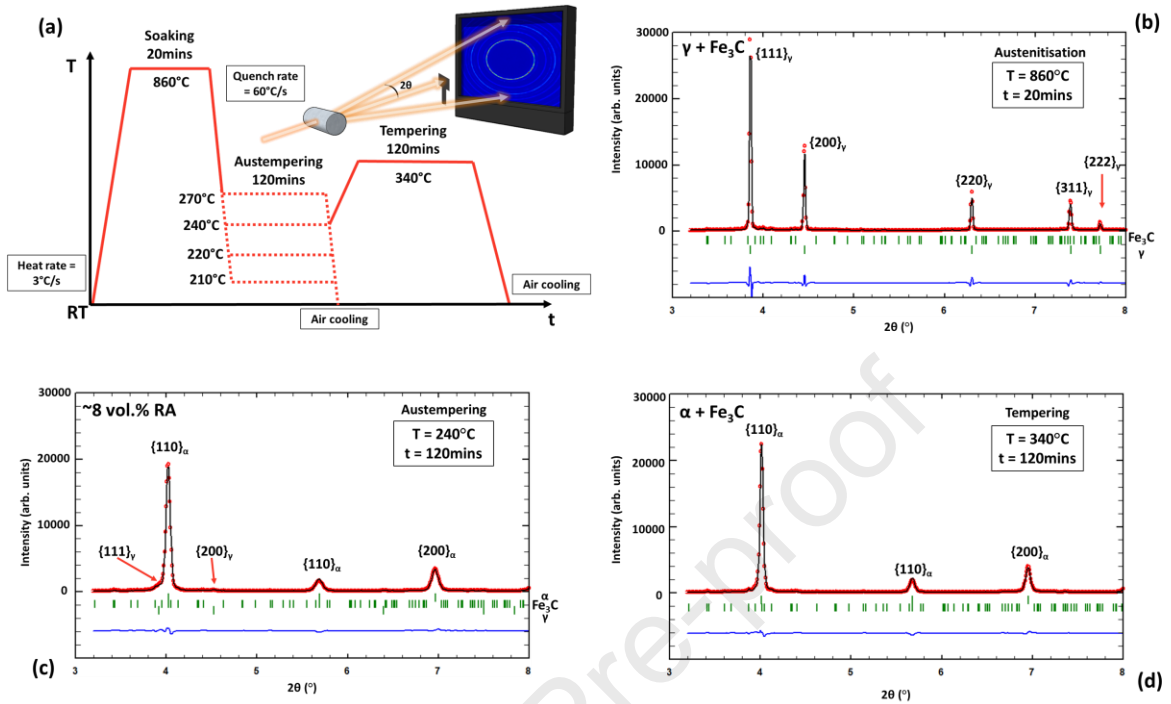 (a)
T
Soaking
20mins
860°C
Quench rate
= 60°C/s
2θ
Austempering
120mins
Tempering
120mins
340°C
270°C
240°C
220°C
210°C
Heat rate =
3°C/s
RT
Air cooling
Air cooling
t
(b)
γ + Fe₃C
Austenitisation
T = 860°C
t = 20mins
{111}γ
{200}γ
{220}γ
{311}γ
{222}γ
Intensity (arb. units)
30000
20000
10000
0
Fe₃C
γ
3 4 5 6 7 8
2θ (°)
~8 vol.% RA
Austempering
T = 240°C
t = 120mins
{110}α
{111}γ
{200}γ
{110}α
{200}α
Intensity (arb. units)
30000
20000
10000
0
α
Fe₃C
γ
3 4 5 6 7 8
2θ (°)
(c)
α + Fe₃C
Tempering
T = 340°C
t = 120mins
{110}α
{110}α
{200}α
Intensity (arb. units)
30000
20000
10000
0
α
Fe₃C
3 4 5 6 7 8
2θ (°)
(d)
Pre-proof